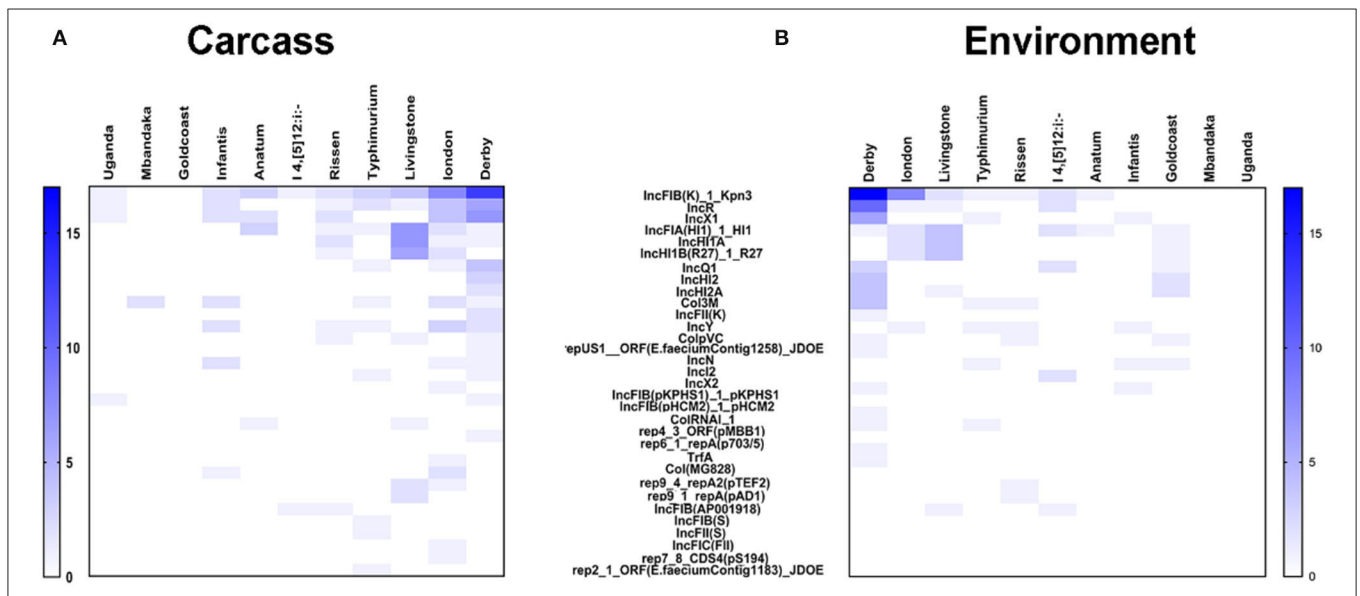 A
Carcass
B
Environment
Uganda
Mbandaka
Goldcoast
Infantis
Anatum
I 4,[5]12:i:-
Rissen
Typhimurium
Livingstone
london
Derby
Derby
london
Livingstone
Typhimurium
Rissen
I 4,[5]12:i:-
Anatum
Infantis
Goldcoast
Mbandaka
Uganda
15
10
5
0
IncFIB(K)_1_Kpn3
IncR
IncX1
IncFIA(HI1)_1_HI1
IncHI1A
IncHI1B(R27)_1_R27
IncQ1
IncHI2
IncHI2A
Col3M
IncFII(K)
IncY
ColpVC
repUS1__ORF(E.faeciumContig1258)_JDOE
IncN
IncI2
IncX2
IncFIB(pKPHS1)_1_pKPHS1
IncFIB(pHCM2)_1_pHCM2
ColRNAI_1
rep4_3_ORF(pMBB1)
rep6_1_repA(p703/5)
TrfA
Col(MG828)
rep9_4_repA2(pTEF2)
rep9_1_repA(pAD1)
IncFIB(AP001918)
IncFIB(S)
IncFII(S)
IncFIC(FII)
rep7_8_CDS4(pS194)
rep2_1_ORF(E.faeciumContig1183)_JDOE
15
10
5
0